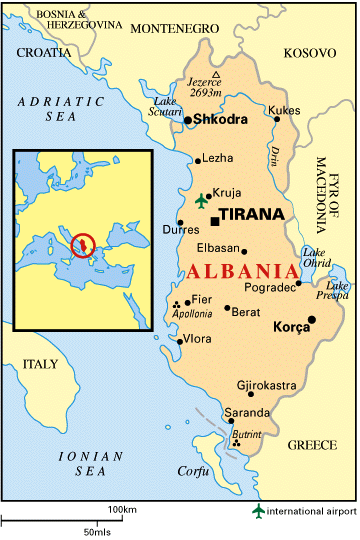 BOSNIA &
HERZEGOVINA
MONTENEGRO
CROATIA
KOSOVO
Jezerce
2693m
ADRIATIC
SEA
Lake
Scutari
Shkodra
Kukes
Lezha
Drin
FYR OF
MACEDONIA
Kruja
TIRANA
Durres
Elbasan
Lake
Ohrid
ALBANIA
Pogradec
Lake
Prespa
Fier
Apollonia
Berat
Korça
Vlora
ITALY
Gjirokastra
Saranda
Butrint
GREECE
IONIAN
SEA
Corfu
100km
50mls
international airport